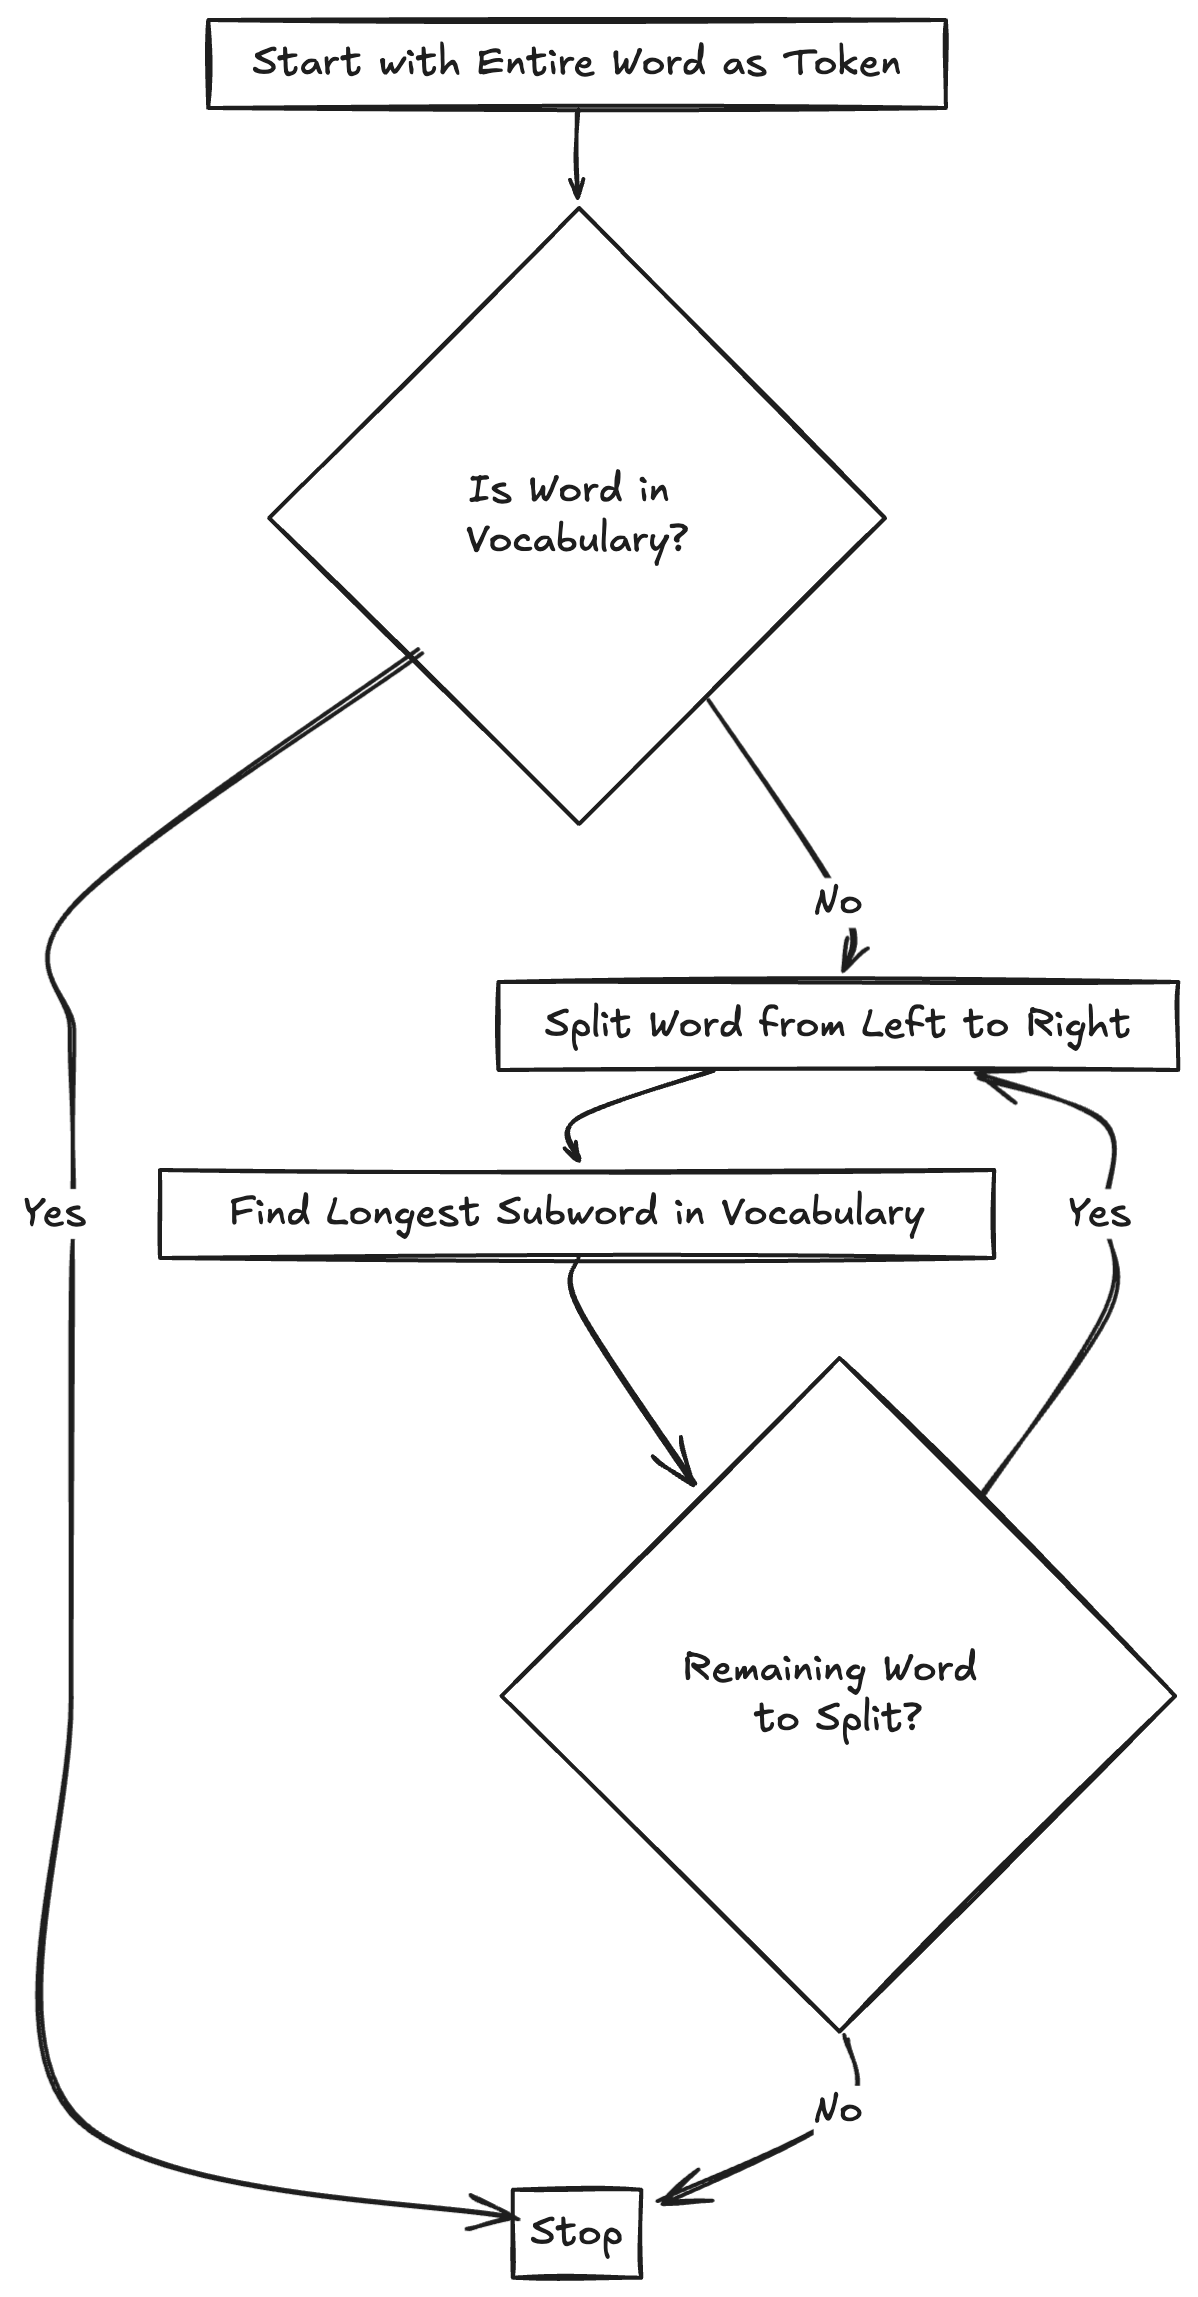 Start with Entire Word as Token
Is Word in
Vocabulary?
No
Split Word from Left to Right
Yes
Find Longest Subword in Vocabulary
Yes
Remaining Word
to Split?
No
Stop